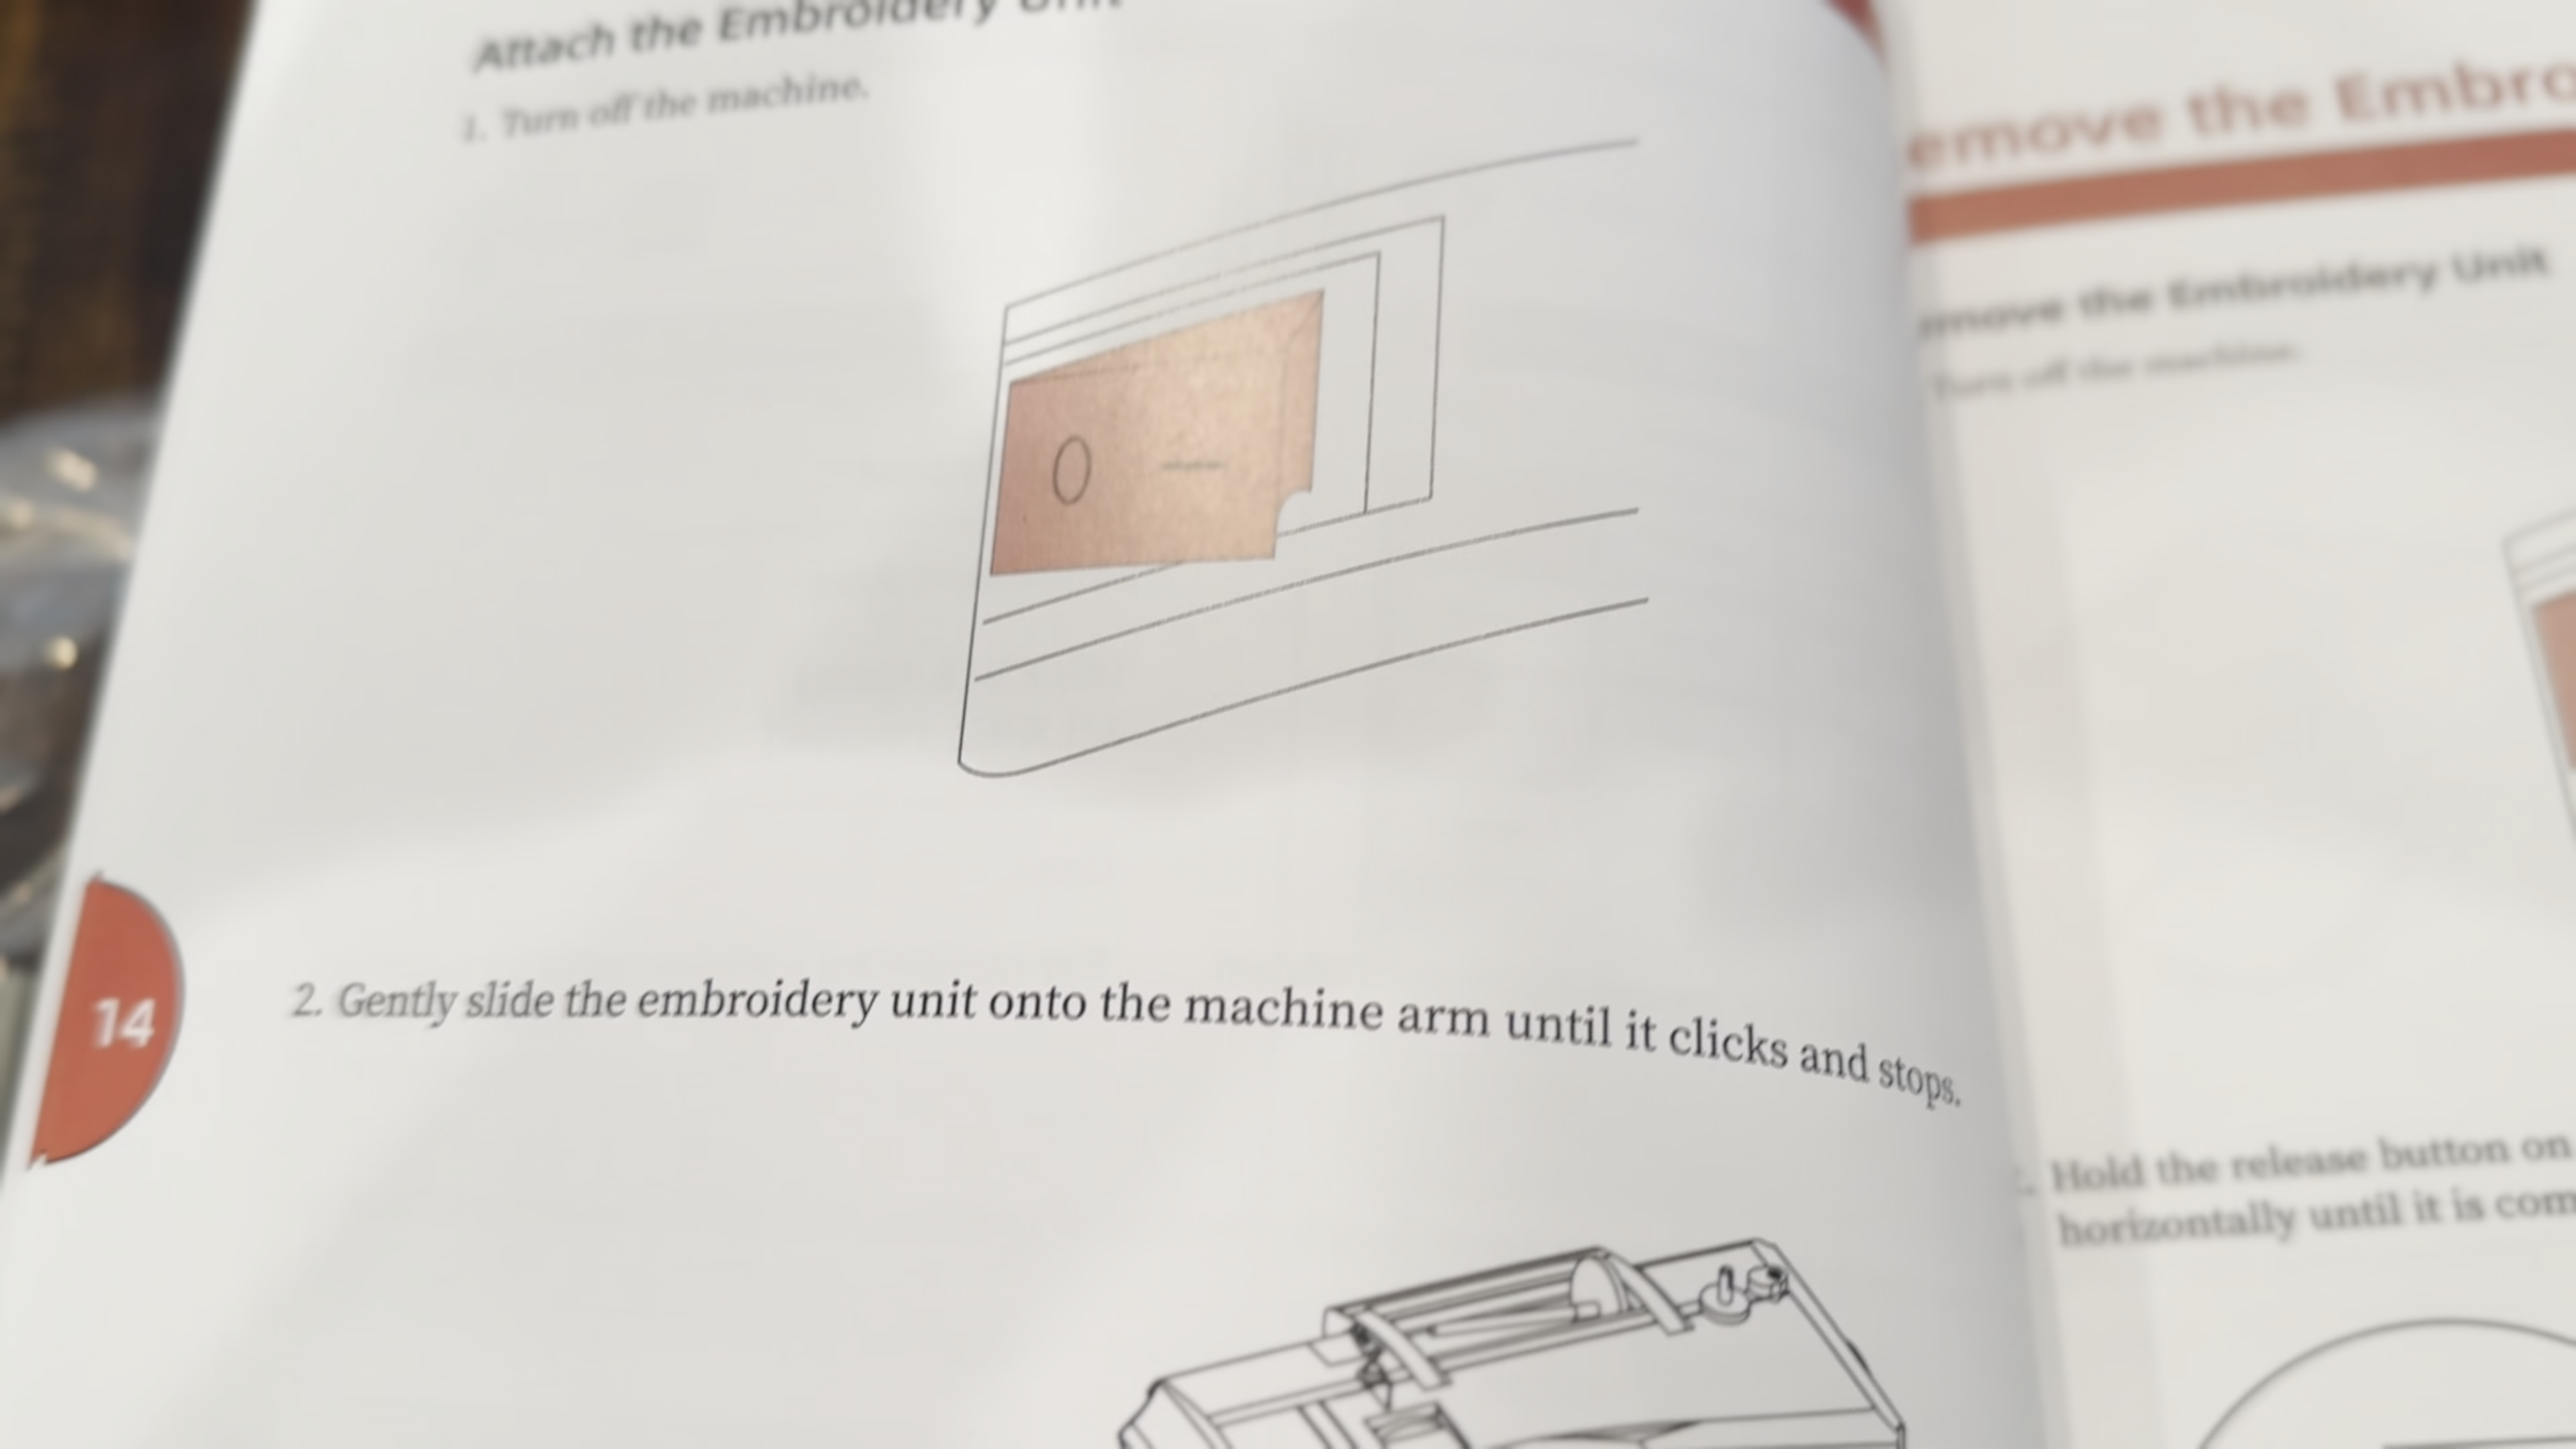 Attach the Embroidery Unit
1. Turn off the machine.
O
14
2. Gently slide the embroidery unit onto the machine arm until it clicks and stops.
emove the Embro
move the Embroidery Unit
Turn off the machine.
Hold the release button on
horizontally until it is com